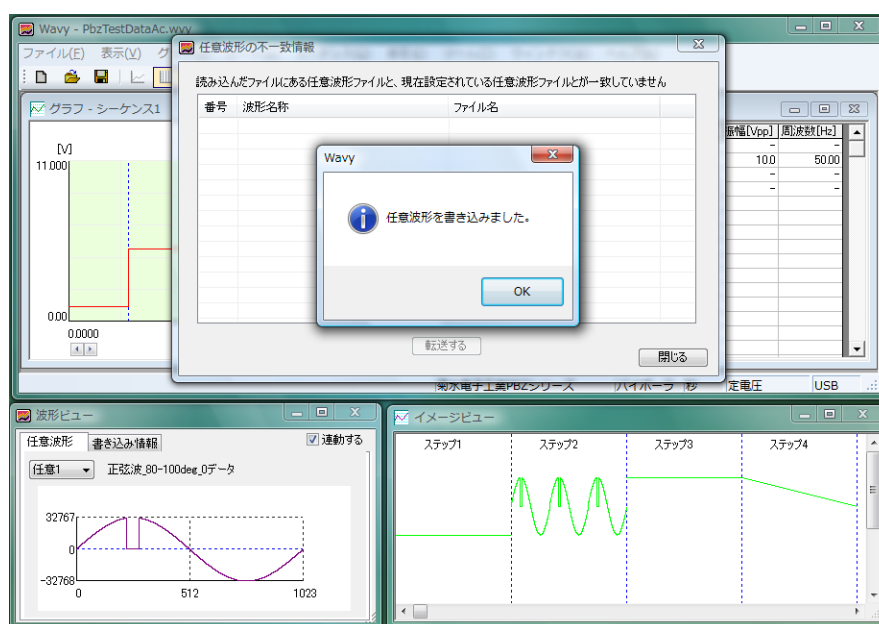 Wavy - PbzTestDataAc.wvy
ファイル(F) 表示(V)
任意波形の不一致情報
読み込んだファイルにある任意波形ファイルと、現在設定されている任意波形ファイルとが一致していません
番号 波形名称 ファイル名
グラフ - シーケンス1
[V]
11.000
0.00
0.0000
振幅[Vpp] 周波数[Hz]
- -
10.0 50.00
- -
- -
Wavy
任意波形を書き込みました。
OK
転送する
閉じる
菊水電子工業PBZシリーズ バイポーラ 秒 定電圧 USB
波形ビュー
任意波形 書き込み情報 連動する
任意1 正弦波_80-100deg_0データ
32767
0
-32768
0 512 1023
イメージビュー
ステップ1 ステップ2 ステップ3 ステップ4